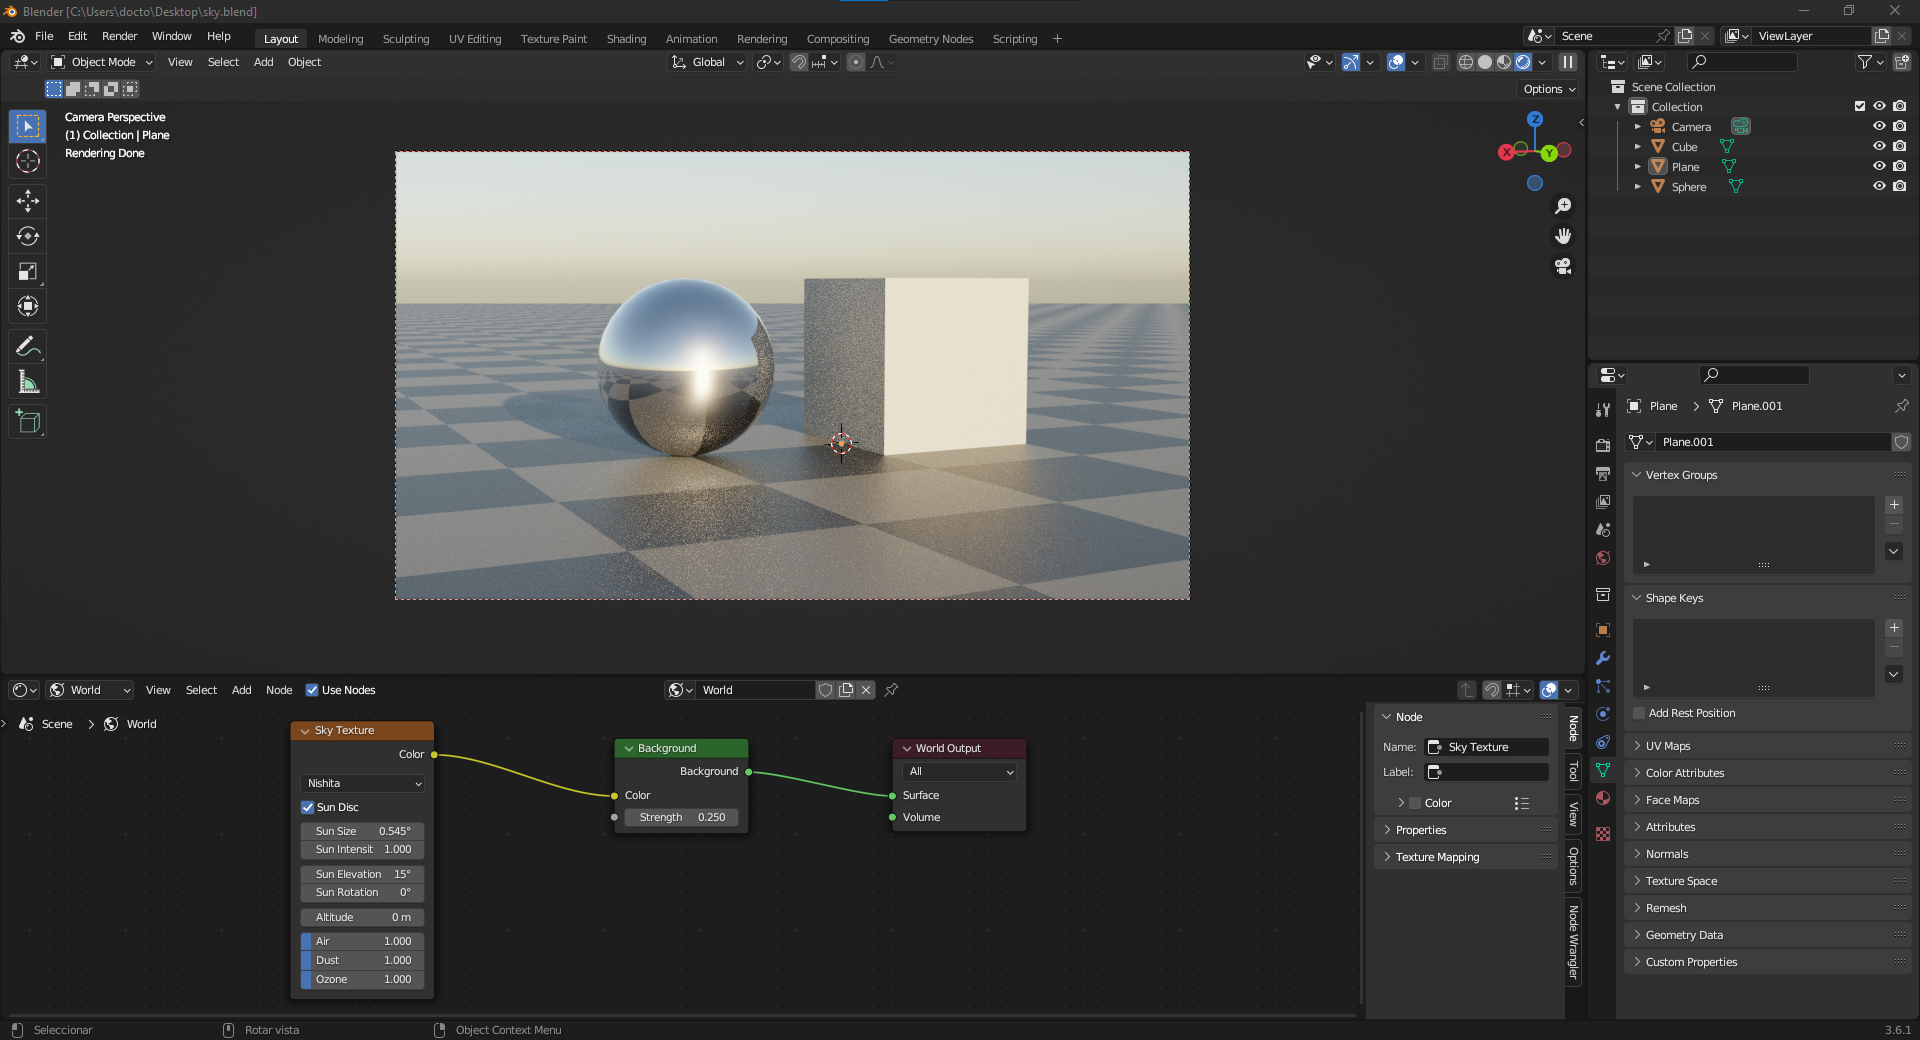 Blender [C:\Users\docto\Desktop\sky.blend]
File Edit Render Window Help Layout Modeling Sculpting UV Editing Texture Paint Shading Animation Rendering Compositing Geometry Nodes Scripting + Scene ViewLayer
Object Mode View Select Add Object Global
Options
Camera Perspective
(1) Collection | Plane
Rendering Done
Z
X
Y
Scene Collection
Collection
Camera
Cube
Plane
Sphere
Plane > Plane.001
Plane.001
Vertex Groups
Shape Keys
Add Rest Position
UV Maps
Color Attributes
Face Maps
Attributes
Normals
Texture Space
Remesh
Geometry Data
Custom Properties
World View Select Add Node Use Nodes World
Scene > World
Sky Texture
Color
Nishita
Sun Disc
Sun Size 0.545°
Sun Intensit 1.000
Sun Elevation 15°
Sun Rotation 0°
Altitude 0 m
Air 1.000
Dust 1.000
Ozone 1.000
Background
Background
Color
Strength 0.250
World Output
All
Surface
Volume
Node
Name: Sky Texture
Label:
Color
Properties
Texture Mapping
Node
Tool
View
Options
Node Wrangler
Seleccionar Rotar vista Object Context Menu 3.6.1